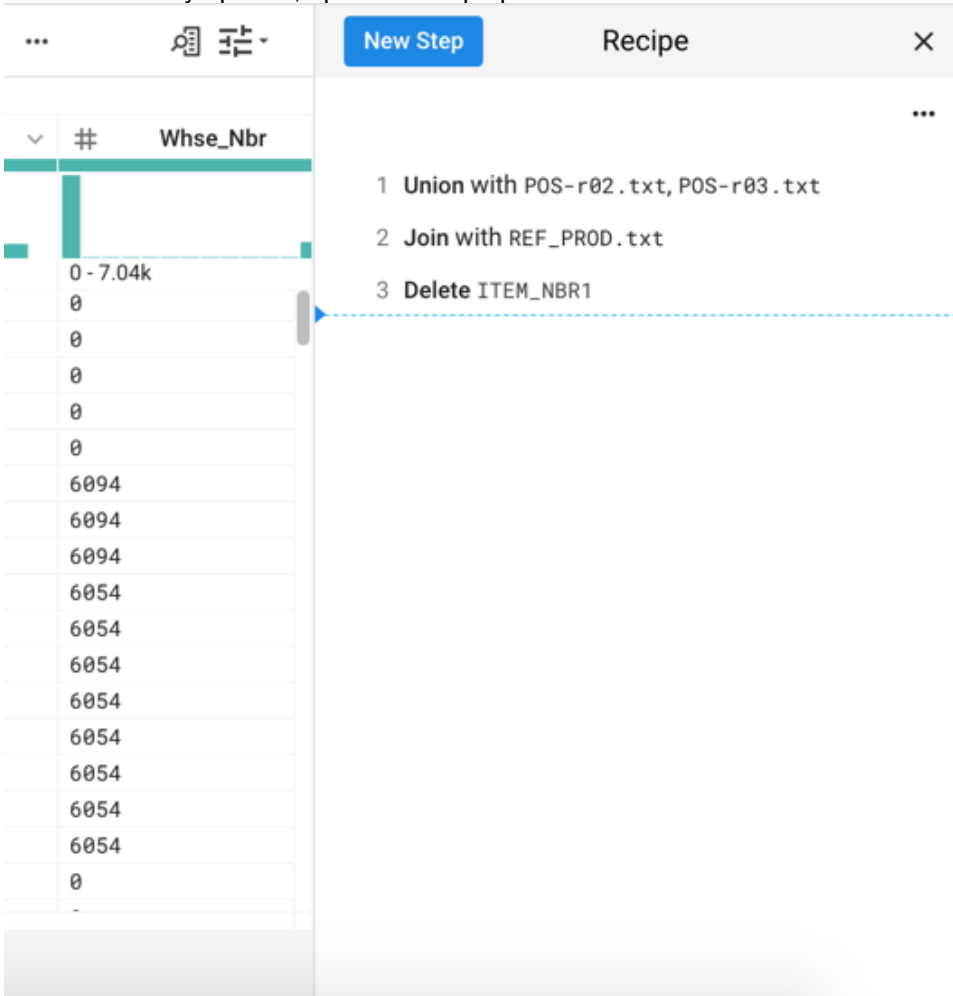 New Step
Recipe
# Whse_Nbr
0 - 7.04k
0
0
0
0
0
6094
6094
6094
6054
6054
6054
6054
6054
6054
6054
6054
0
1 Union with POS-r02.txt, POS-r03.txt
2 Join with REF_PROD.txt
3 Delete ITEM_NBR1